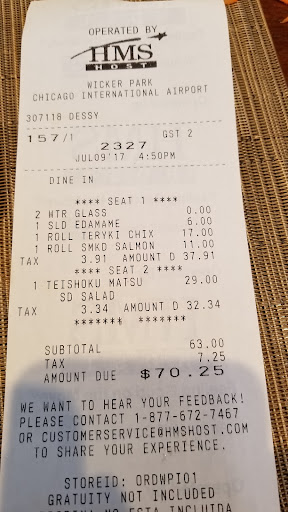 OPERATED BY
HMS
HOST
WICKER PARK
CHICAGO INTERNATIONAL AIRPORT
307118 DESSY
157/1 GST 2
2327
JUL09'17 4:50PM
DINE IN
**** SEAT 1 ****
2 WTR GLASS 0.00
1 SLD EDAMAME 6.00
1 ROLL TERYKI CHIX 17.00
1 ROLL SMKD SALMON 11.00
TAX 3.91 AMOUNT D 37.91
**** SEAT 2 ****
1 TEISHOKU MATSU 29.00
SD SALAD
TAX 3.34 AMOUNT D 32.34
******* *******
SUBTOTAL 63.00
TAX 7.25
AMOUNT DUE $70.25
WE WANT TO HEAR YOUR FEEDBACK!
PLEASE CONTACT 1-877-672-7467
OR CUSTOMERSERVICE@HMSHOST.COM
TO SHARE YOUR EXPERIENCE.
STOREID: ORDWPI01
GRATUITY NOT INCLUDED
PROPINA NO ESTA INCLUIDA